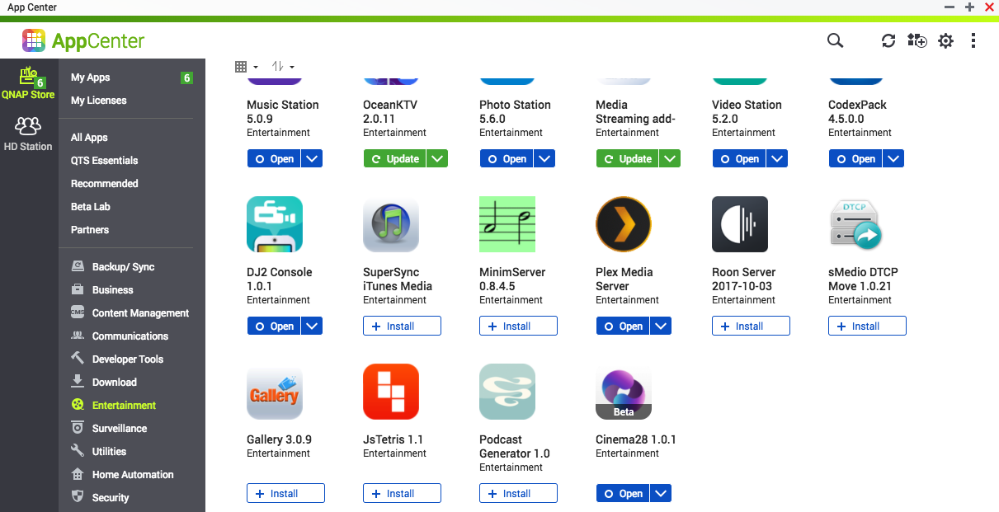 App Center
AppCenter
6
QNAP Store
HD Station
My Apps 6
My Licenses
All Apps
QTS Essentials
Recommended
Beta Lab
Partners
Backup/ Sync
Business
CMS Content Management
Communications
Developer Tools
Download
Entertainment
Surveillance
Utilities
Home Automation
Security
Music Station
5.0.9
Entertainment
Open
OceanKTV
2.0.11
Entertainment
Update
Photo Station
5.6.0
Entertainment
Open
Media
Streaming add-
Entertainment
Update
Video Station
5.2.0
Entertainment
Open
CodexPack
4.5.0.0
Entertainment
Open
DJ2 Console
1.0.1
Entertainment
Open
SuperSync
iTunes Media
Entertainment
+ Install
MinimServer
0.8.4.5
Entertainment
+ Install
Plex Media
Server
Entertainment
Open
Roon Server
2017-10-03
Entertainment
+ Install
DTCP
sMedio DTCP
Move 1.0.21
Entertainment
+ Install
Gallery
Gallery 3.0.9
Entertainment
+ Install
JsTetris 1.1
Entertainment
+ Install
Podcast
Generator 1.0
Entertainment
+ Install
Beta
Cinema28 1.0.1
Entertainment
Open